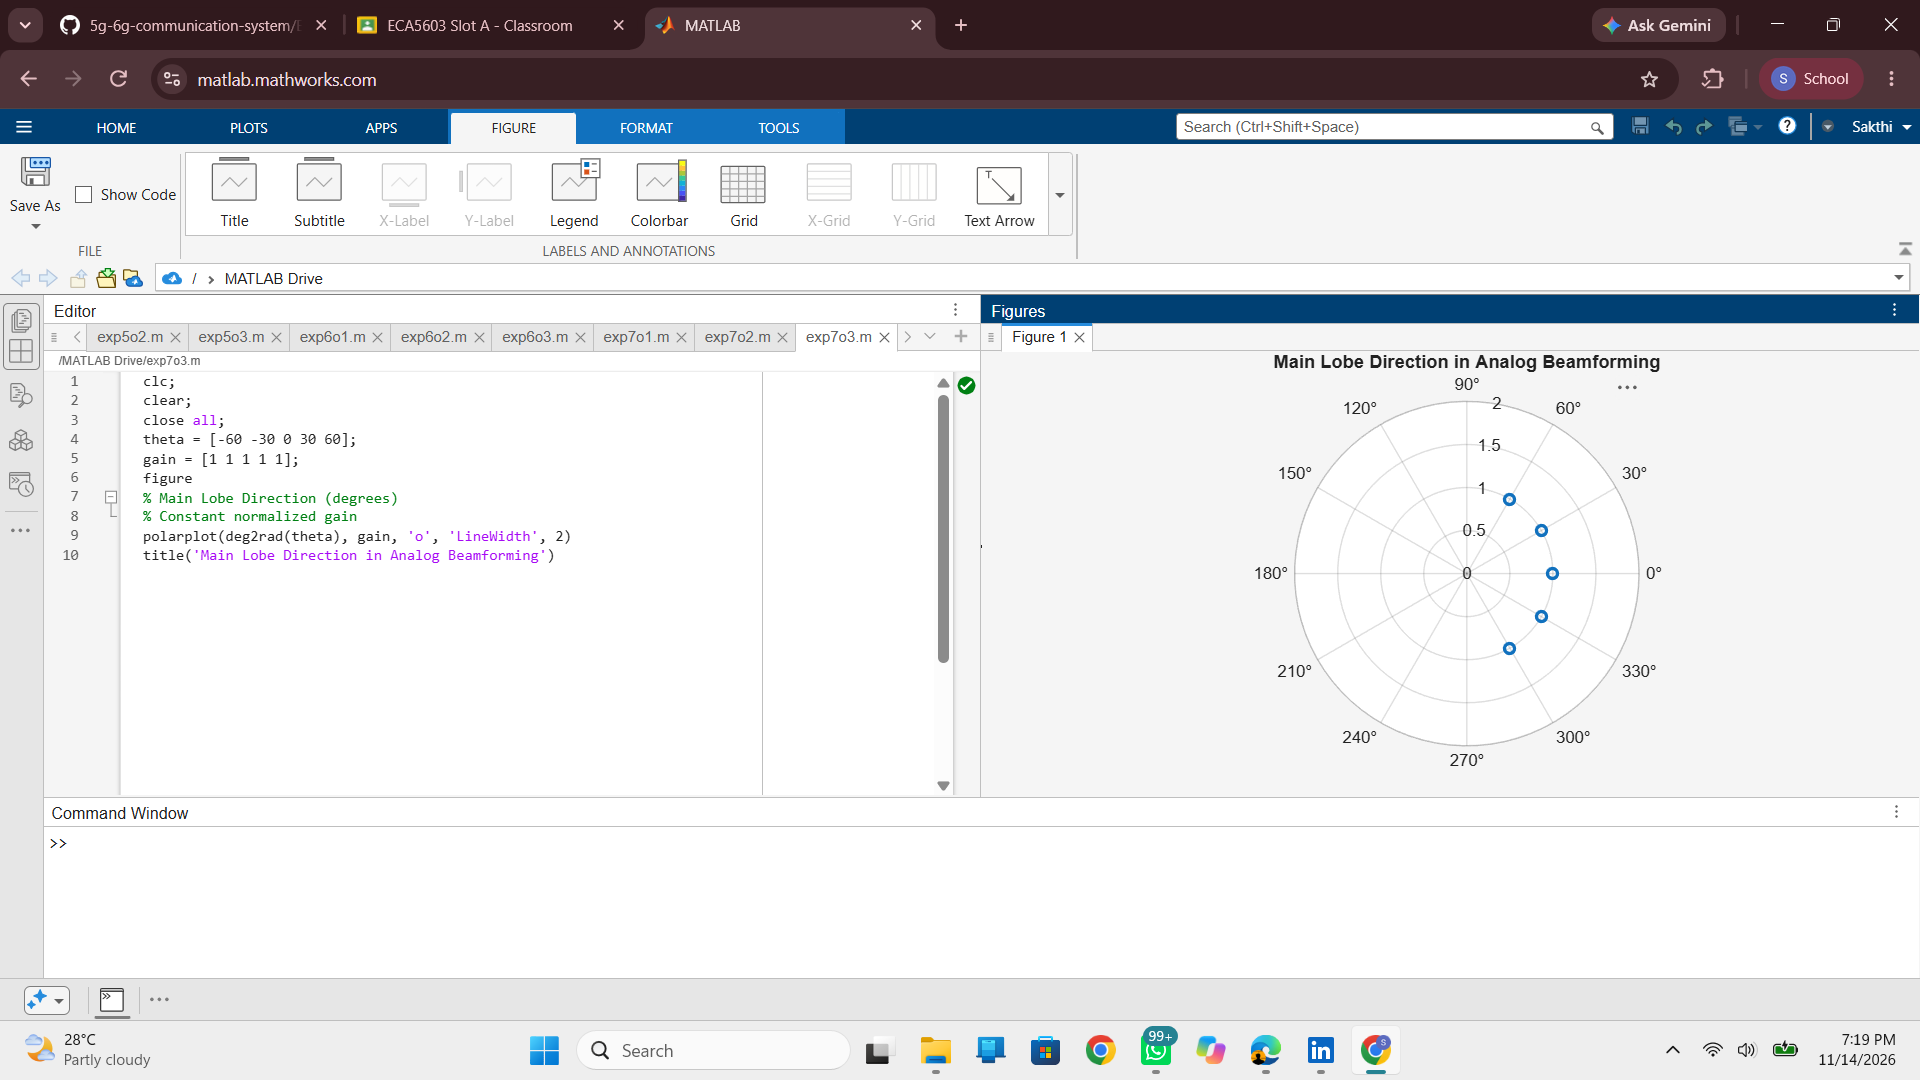 5g-6g-communication-system/
ECA5603 Slot A - Classroom
MATLAB
Ask Gemini
matlab.mathworks.com
S School
HOME PLOTS APPS FIGURE FORMAT TOOLS
Search (Ctrl+Shift+Space)
Sakthi
Save As
Show Code
Title Subtitle X-Label Y-Label Legend Colorbar Grid X-Grid Y-Grid Text Arrow
FILE LABELS AND ANNOTATIONS
/ › MATLAB Drive
Editor
exp5o2.m exp5o3.m exp6o1.m exp6o2.m exp6o3.m exp7o1.m exp7o2.m exp7o3.m
/MATLAB Drive/exp7o3.m
1 clc;
2 clear;
3 close all;
4 theta = [-60 -30 0 30 60];
5 gain = [1 1 1 1 1];
6 figure
7 % Main Lobe Direction (degrees)
8 % Constant normalized gain
9 polarplot(deg2rad(theta), gain, 'o', 'LineWidth', 2)
10 title('Main Lobe Direction in Analog Beamforming')
Figures
Figure 1
Main Lobe Direction in Analog Beamforming
90°
120° 2 60°
1.5
150° 30°
1
0.5
180° 0 0°
210° 330°
240° 300°
270°
Command Window
>>
28°C
Partly cloudy
Search
99+
7:19 PM
11/14/2026